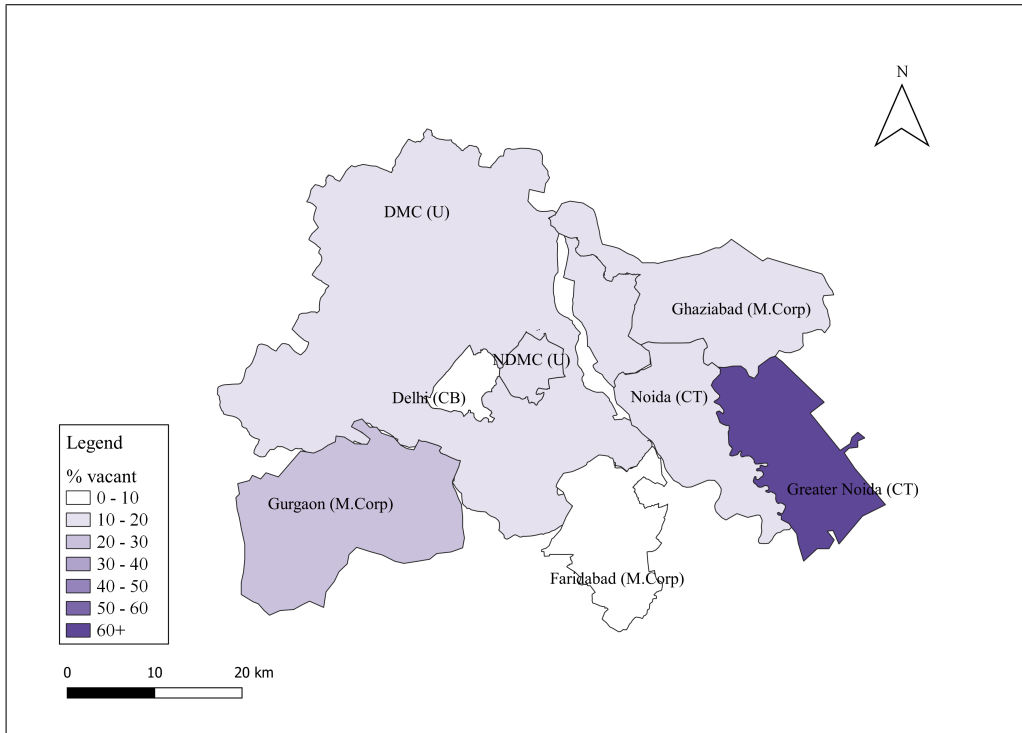 N
DMC (U)
Ghaziabad (M.Corp)
NDMC (U)
Delhi (CB)
Noida (CT)
Greater Noida (CT)
Gurgaon (M.Corp)
Faridabad (M.Corp)
Legend
% vacant
0 - 10
10 - 20
20 - 30
30 - 40
40 - 50
50 - 60
60+
0 10 20 km